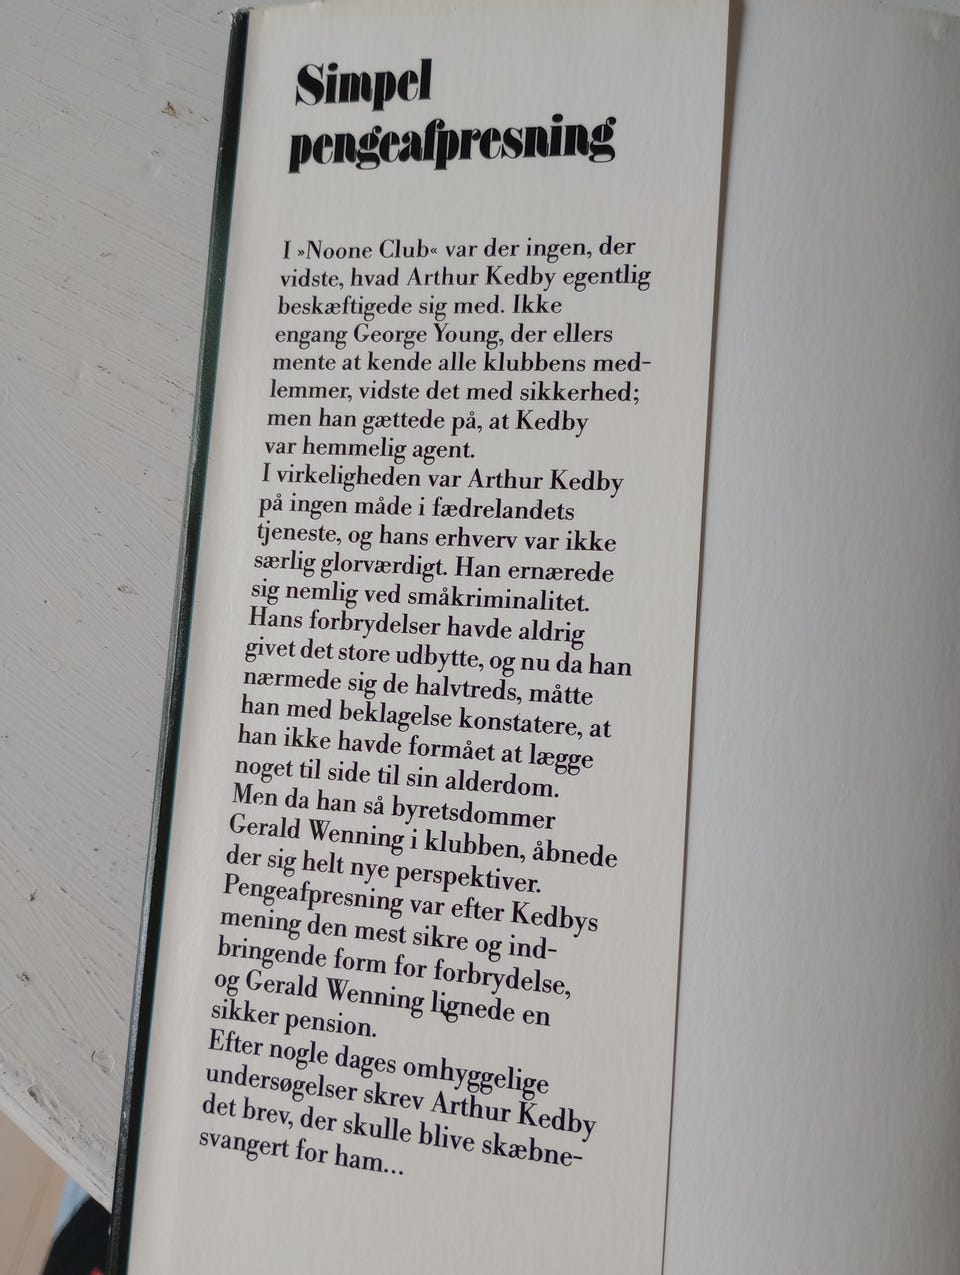 Simpel
pengeafpresning
I »Noone Club« var der ingen, der
vidste, hvad Arthur Kedby egentlig
beskæftigede sig med. Ikke
engang George Young, der ellers
mente at kende alle klubbens med-
lemmer, vidste det med sikkerhed;
men han gættede på, at Kedby
var hemmelig agent.
I virkeligheden var Arthur Kedby
på ingen måde i fædrelandets
tjeneste, og hans erhverv var ikke
særlig glorværdigt. Han ernærede
sig nemlig ved småkriminalitet.
Hans forbrydelser havde aldrig
givet det store udbytte, og nu da han
nærmede sig de halvtreds, måtte
han med beklagelse konstatere, at
han ikke havde formået at lægge
noget til side til sin alderdom.
Men da han så byretsdommer
Gerald Wenning i klubben, åbnede
der sig helt nye perspektiver.
Pengeafpresning var efter Kedbys
mening den mest sikre og ind-
bringende form for forbrydelse,
og Gerald Wenning lignede en
sikker pension.
Efter nogle dages omhyggelige
undersøgelser skrev Arthur Kedby
det brev, der skulle blive skæbne-
svangert for ham...